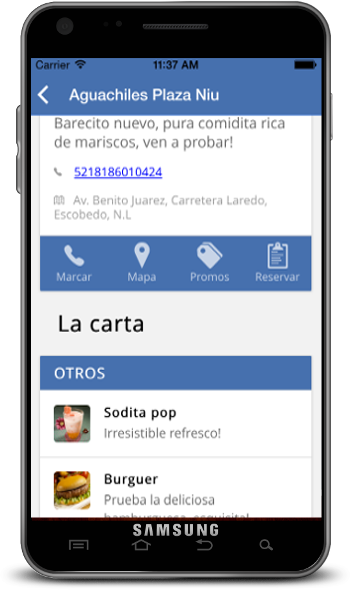 Carrier 11:37 AM
Aguachiles Plaza Niu
Barecito nuevo, pura comidita rica
de mariscos, ven a probar!
5218186010424
Av. Benito Juarez, Carretera Laredo,
Escobedo, N.L
Marcar Mapa Promos Reservar
La carta
OTROS
Sodita pop
Irresistible refresco!
Burguer
Prueba la deliciosa
hamburguesa, exquisita!
SAMSUNG